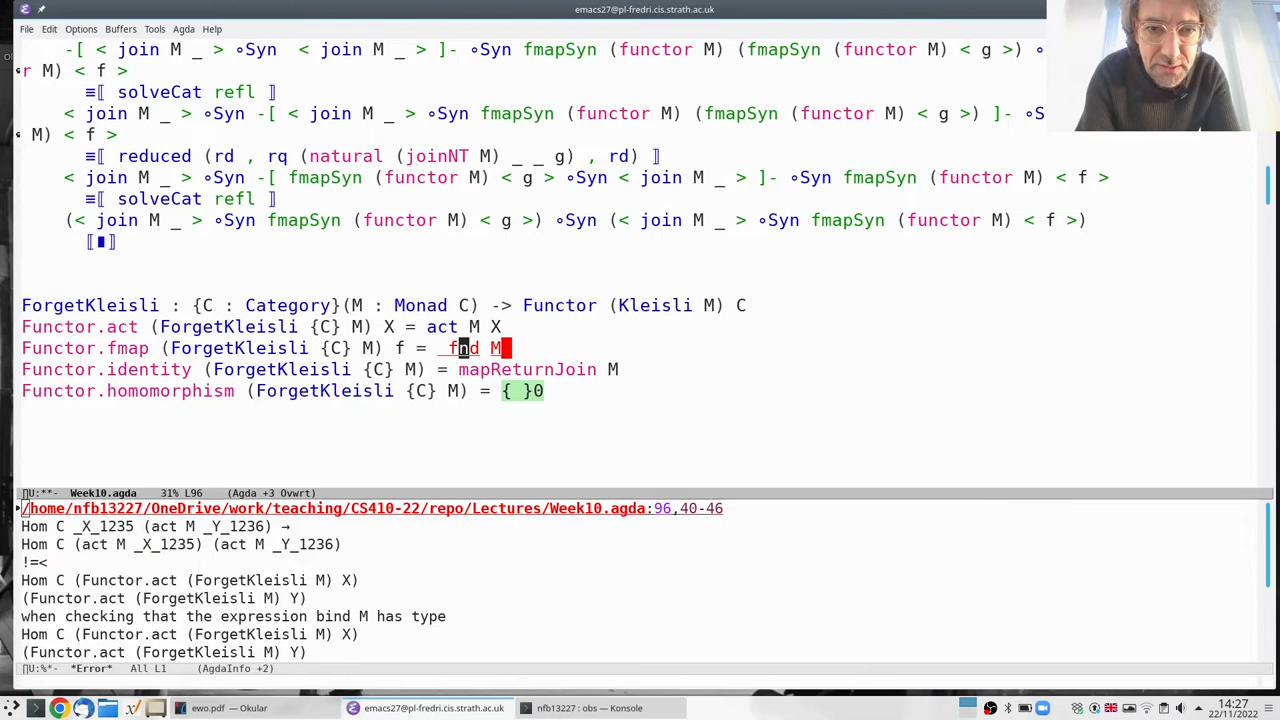 emacs27@pl-fredri.cis.strath.ac.uk
File Edit Options Buffers Tools Agda Help
-[ < join M _ > ∘Syn < join M _ > ]- ∘Syn fmapSyn (functor M) (fmapSyn (functor M) < g >) ∘
r M) < f >
≡⟦ solveCat refl ⟧
< join M _ > ∘Syn -[ < join M _ > ∘Syn fmapSyn (functor M) (fmapSyn (functor M) < g >) ]- ∘
M) < f >
≡⟦ reduced (rd , rq (natural (joinNT M) _ _ g) , rd) ⟧
< join M _ > ∘Syn -[ fmapSyn (functor M) < g > ∘Syn < join M _ > ]- ∘Syn fmapSyn (functor M) < f >
≡⟦ solveCat refl ⟧
(< join M _ > ∘Syn fmapSyn (functor M) < g >) ∘Syn (< join M _ > ∘Syn fmapSyn (functor M) < f >)
⟦∎⟧
ForgetKleisli : {C : Category}(M : Monad C) -> Functor (Kleisli M) C
Functor.act (ForgetKleisli {C} M) X = act M X
Functor.fmap (ForgetKleisli {C} M) f = fnd M
Functor.identity (ForgetKleisli {C} M) = mapReturnJoin M
Functor.homomorphism (ForgetKleisli {C} M) = { }0
U:**- Week10.agda 31% L96 (Agda +3 Ovwrt)
/home/nfb13227/OneDrive/work/teaching/CS410-22/repo/Lectures/Week10.agda:96,40-46
Hom C _X_1235 (act M _Y_1236) →
Hom C (act M _X_1235) (act M _Y_1236)
!=<
Hom C (Functor.act (ForgetKleisli M) X)
(Functor.act (ForgetKleisli M) Y)
when checking that the expression bind M has type
Hom C (Functor.act (ForgetKleisli M) X)
(Functor.act (ForgetKleisli M) Y)
U:%*- *Error* All L1 (AgdaInfo +2)
ewo.pdf — Okular
emacs27@pl-fredri.cis.strath.ac.uk
nfb13227 : obs — Konsole
14:27
22/11/2022